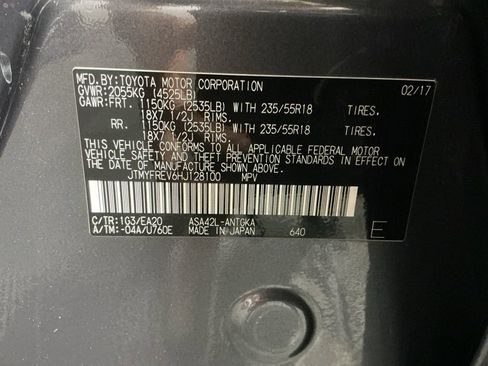 MFD.BY:TOYOTA MOTOR CORPORATION 02/17
GVWR:2055KG (4525LB)
GAWR:FRT. 1150KG (2535LB) WITH 235/55R18 TIRES.
18X7 1/2J RIMS.
RR. 1150KG (2535LB) WITH 235/55R18 TIRES.
18X7 1/2J RIMS.
THIS VEHICLE CONFORMS TO ALL APPLICABLE FEDERAL MOTOR
VEHICLE SAFETY AND THEFT PREVENTION STANDARDS IN EFFECT
ON THE DATE OF MANUFACTURE SHOWN ABOVE.
JTMYFREV6HJ128100 MPV
C/TR:1G3/EA20 ASA42L-ANTGKA
A/TM:-04A/U760E MADE IN JAPAN 640 E